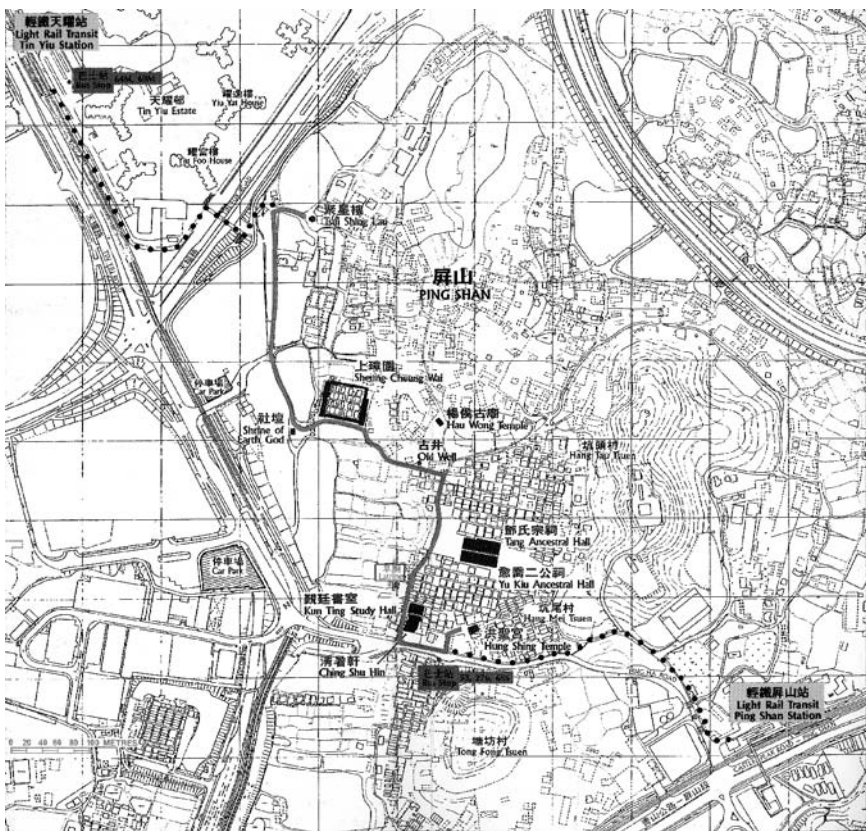 輕鐵天耀站
Light Rail Transit
Tin Yiu Station
巴士站
Bus Stop
天耀邨
Tin Yiu Estate
耀逸樓
Yiu Yat House
耀富樓
Yiu Foo House
聚星樓
Tsui Shing Lau
屏山
PING SHAN
上璋圍
Sheung Cheung Wai
停車場
Car Park
社壇
Shrine of
Earth God
楊侯古廟
Hau Wong Temple
古井
Old Well
坑頭村
Hang Tau Tsuen
鄧氏宗祠
Tang Ancestral Hall
愈喬二公祠
Yu Kiu Ancestral Hall
停車場
Car Park
覲廷書室
Kun Ting Study Hall
坑尾村
Hang Mei Tsuen
洪聖宮
Hung Shing Temple
清暑軒
Ching Shu Hin
巴士站
Bus Stop
輕鐵屏山站
Light Rail Transit
Ping Shan Station
塘坊村
Tong Fong Tsuen
0 20 40 60 80 100 METRES